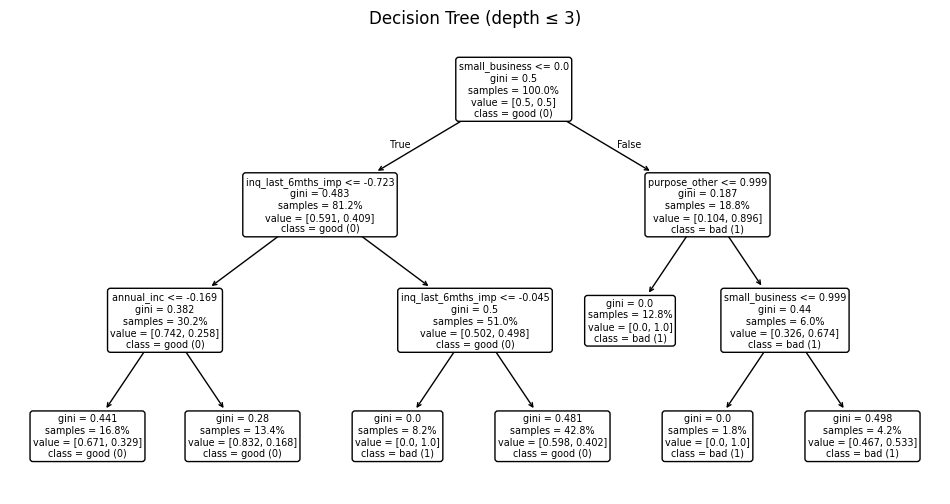 Decision Tree (depth ≤ 3)
small_business <= 0.0
gini = 0.5
samples = 100.0%
value = [0.5, 0.5]
class = good (0)
True
False
inq_last_6mths_imp <= -0.723
gini = 0.483
samples = 81.2%
value = [0.591, 0.409]
class = good (0)
purpose_other <= 0.999
gini = 0.187
samples = 18.8%
value = [0.104, 0.896]
class = bad (1)
annual_inc <= -0.169
gini = 0.382
samples = 30.2%
value = [0.742, 0.258]
class = good (0)
inq_last_6mths_imp <= -0.045
gini = 0.5
samples = 51.0%
value = [0.502, 0.498]
class = good (0)
gini = 0.0
samples = 12.8%
value = [0.0, 1.0]
class = bad (1)
small_business <= 0.999
gini = 0.44
samples = 6.0%
value = [0.326, 0.674]
class = bad (1)
gini = 0.441
samples = 16.8%
value = [0.671, 0.329]
class = good (0)
gini = 0.28
samples = 13.4%
value = [0.832, 0.168]
class = good (0)
gini = 0.0
samples = 8.2%
value = [0.0, 1.0]
class = bad (1)
gini = 0.481
samples = 42.8%
value = [0.598, 0.402]
class = good (0)
gini = 0.0
samples = 1.8%
value = [0.0, 1.0]
class = bad (1)
gini = 0.498
samples = 4.2%
value = [0.467, 0.533]
class = bad (1)